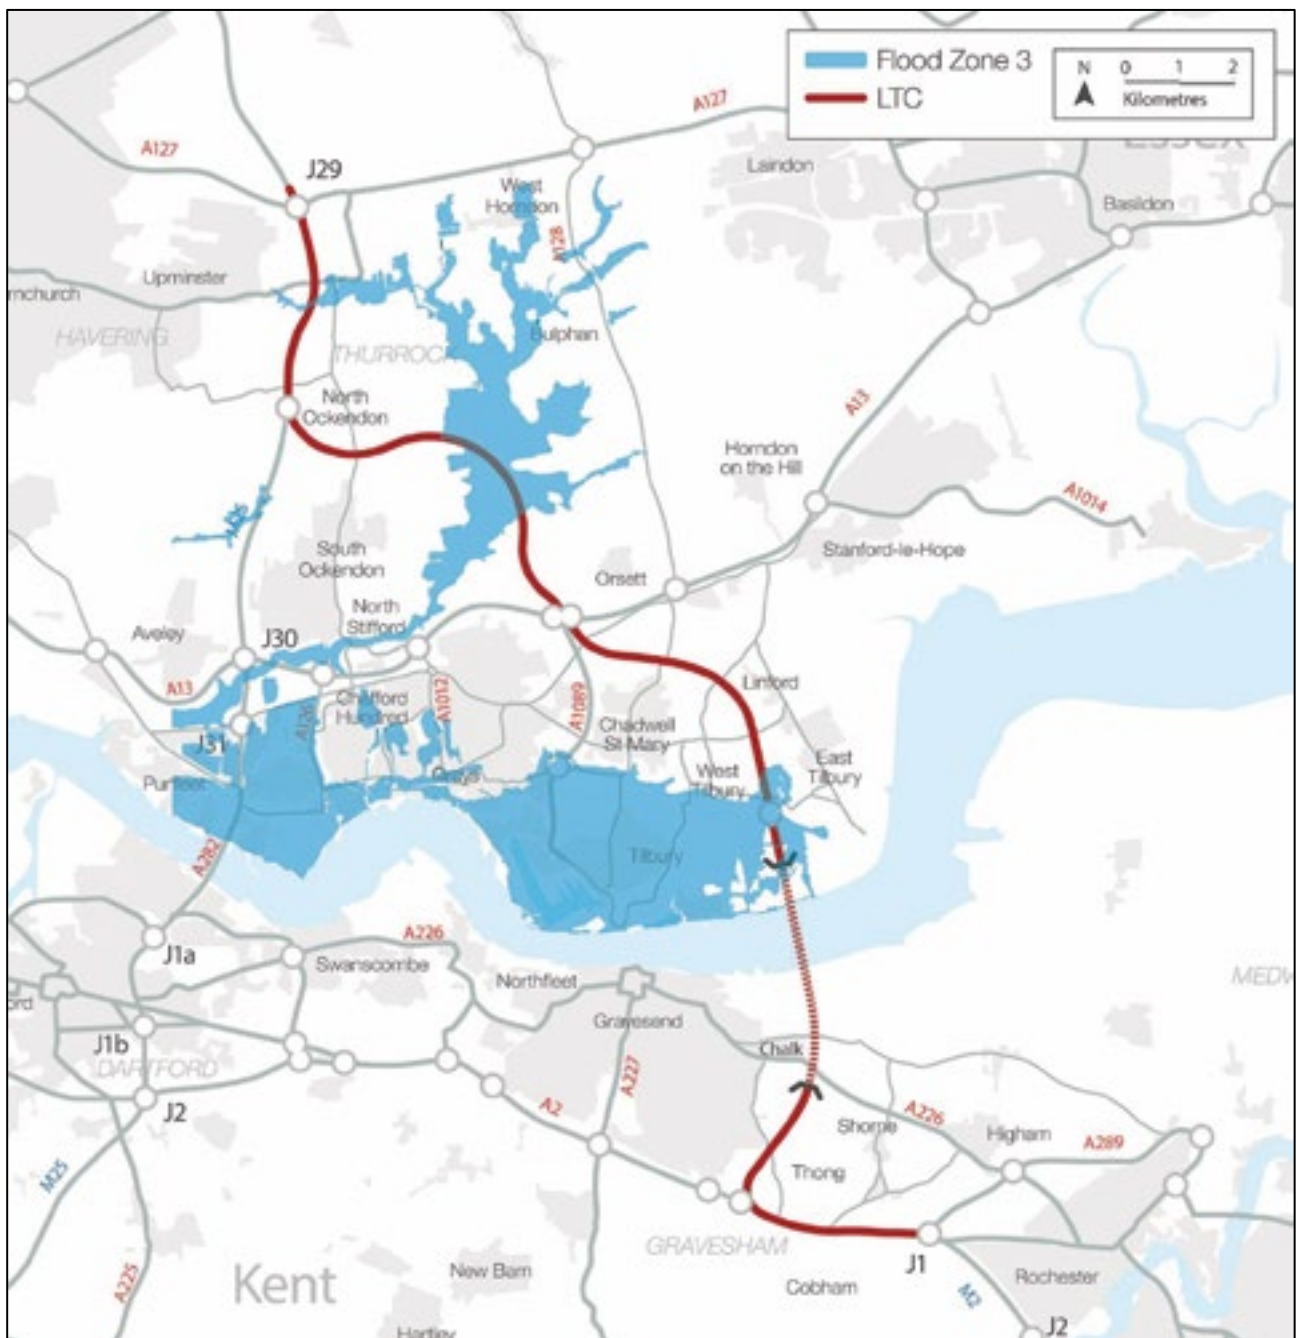 Flood Zone 3
LTC
N
0 1 2
Kilometres
A127
A127
J29
West
Horndon
Laindon
Basildon
A128
Upminster
rnchurch
HAVERING
THURROCK
Bulphan
North
Ockendon
A13
Horndon
on the Hill
A1014
Stanford-le-Hope
South
Ockendon
Orsett
North
Stifford
Aveley
J30
A13
Linford
Chafford
Hundred
A1012
A1089
Chadwell
St Mary
J31
East
Tilbury
West
Tilbury
Purfleet
Grays
Tilbury
A282
A226
J1a
Swanscombe
Northfleet
MEDW
ord
Gravesend
J1b
Chalk
DARTFORD
A227
J2
A2
A226
Shorne
Higham
A289
M25
Thong
GRAVESHAM
J1
Kent
New Barn
Cobham
Rochester
A225
M2
Hartley
J2